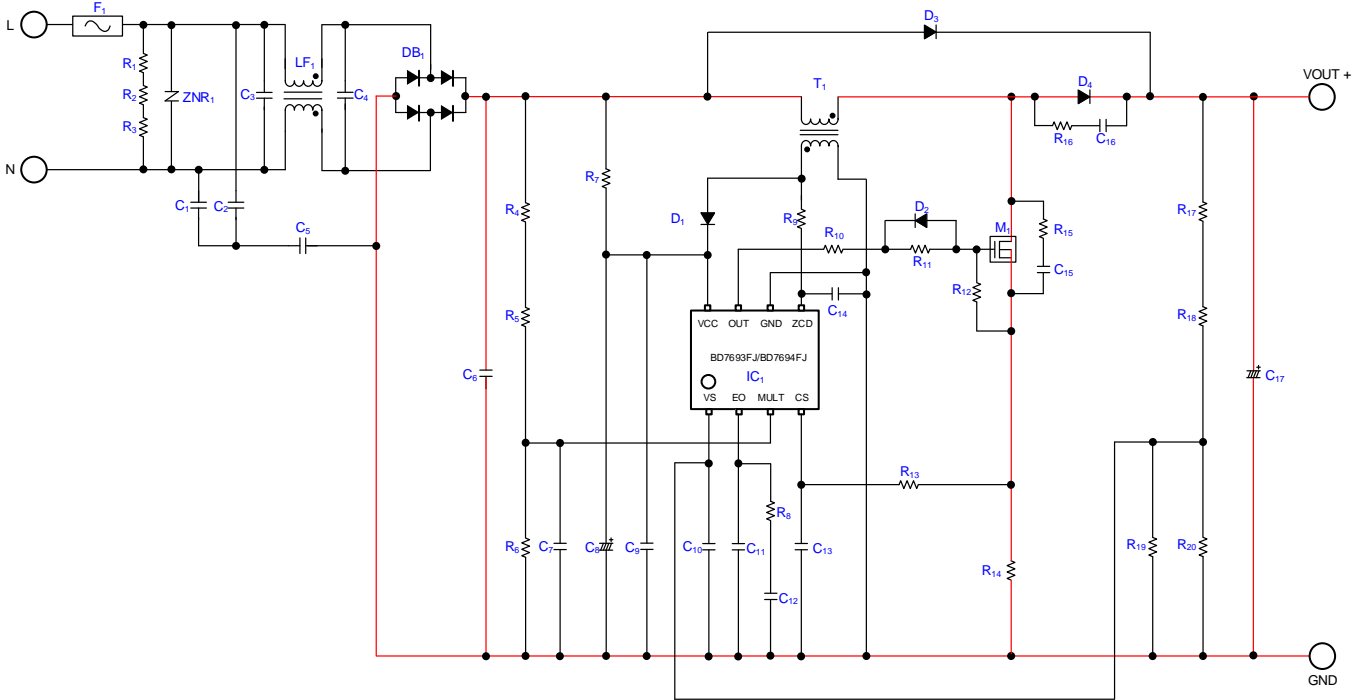 F₁
L
D₃
R₁
LF₁
DB₁
VOUT +
T₁
D₄
R₂
ZNR₁
C₃
C₄
R₃
R₁₆
C₁₆
N
R₇
C₁
C₂
R₄
D₁
R₉
D₂
R₁₇
C₅
R₁₀
M₁
R₁₅
R₁₁
C₁₅
R₁₂
C₁₄
R₅
R₁₈
VCC
OUT
GND
ZCD
BD7693FJ/BD7694FJ
C₆
IC₁
C₁₇
VS
EO
MULT
CS
R₁₃
R₈
R₆
C₇
C₈
C₉
C₁₀
C₁₁
C₁₃
R₁₉
R₂₀
R₁₄
C₁₂
GND